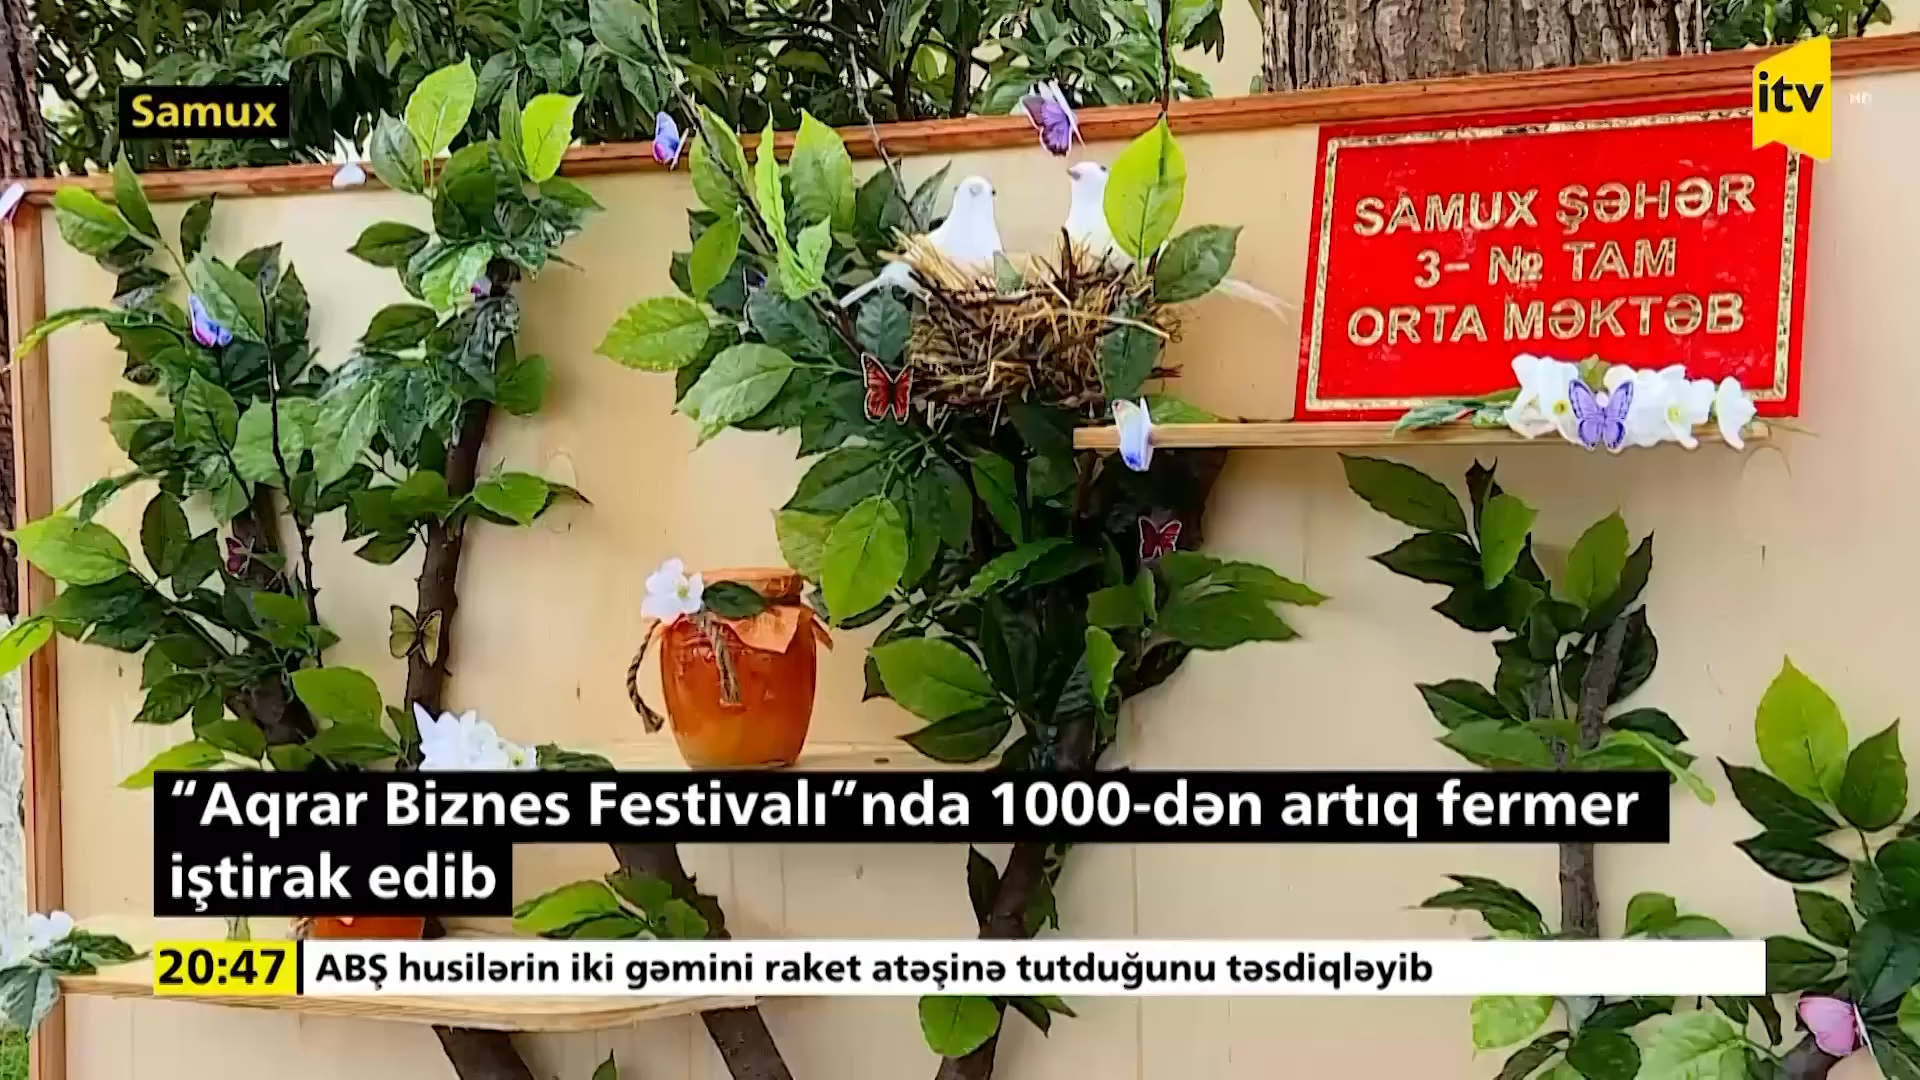 Samux
itv
HD
SAMUX ŞƏHƏR
3- № TAM
ORTA MƏKTƏB
“Aqrar Biznes Festivalı”nda 1000-dən artıq fermer
iştirak edib
20:47 ABŞ husilərin iki gəmini raket atəşinə tutduğunu təsdiqləyib